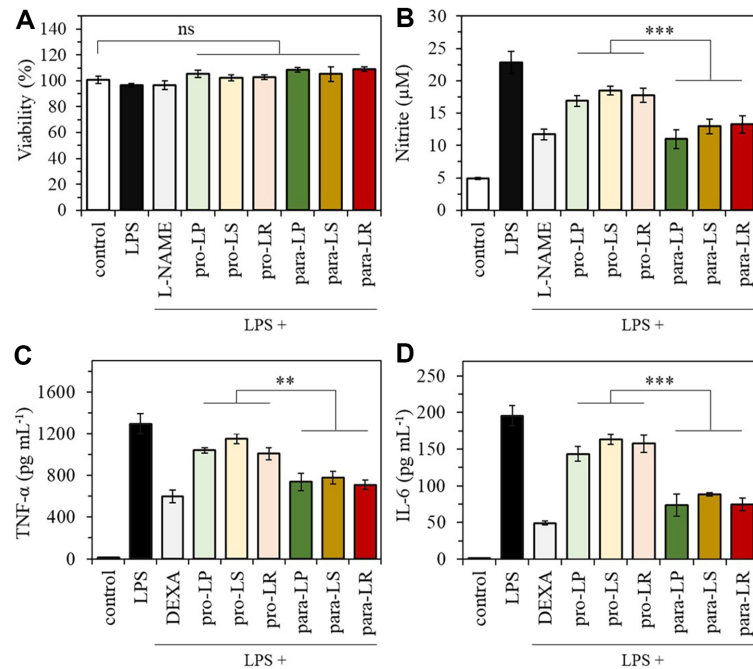 A
ns
Viability (%)
140
120
100
80
60
40
20
0
control
LPS
L-NAME
pro-LP
pro-LS
pro-LR
para-LP
para-LS
para-LR
LPS +
B
***
Nitrite (µM)
30
25
20
15
10
5
0
control
LPS
L-NAME
pro-LP
pro-LS
pro-LR
para-LP
para-LS
para-LR
LPS +
C
**
TNF-α (pg mL⁻¹)
1600
1200
800
400
0
control
LPS
DEXA
pro-LP
pro-LS
pro-LR
para-LP
para-LS
para-LR
LPS +
D
***
IL-6 (pg mL⁻¹)
250
200
150
100
50
0
control
LPS
DEXA
pro-LP
pro-LS
pro-LR
para-LP
para-LS
para-LR
LPS +